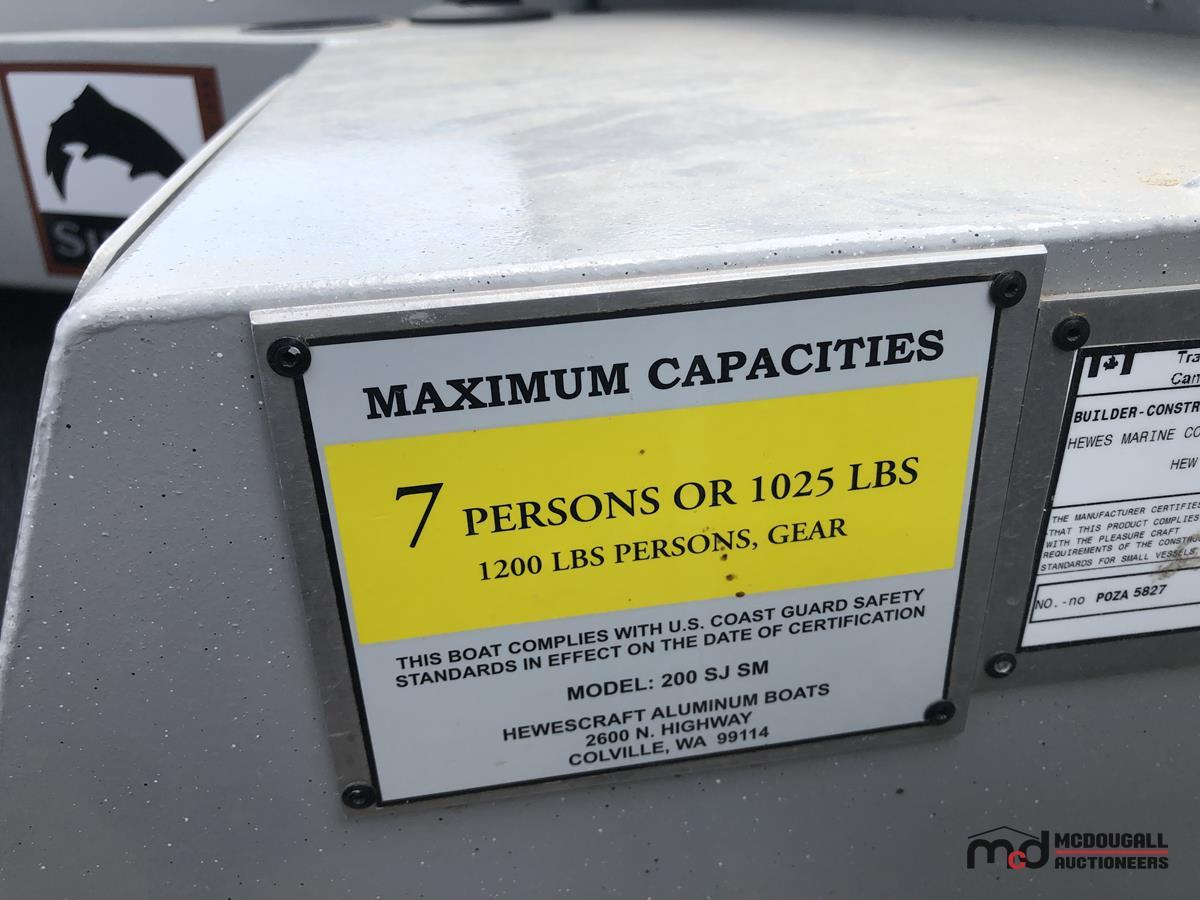 MAXIMUM CAPACITIES
7 PERSONS OR 1025 LBS
1200 LBS PERSONS, GEAR
THIS BOAT COMPLIES WITH U.S. COAST GUARD SAFETY
STANDARDS IN EFFECT ON THE DATE OF CERTIFICATION
MODEL: 200 SJ SM
HEWESCRAFT ALUMINUM BOATS
2600 N. HIGHWAY
COLVILLE, WA 99114
BUILDER-CONSTR
HEWES MARINE CO
HEW
THE MANUFACTURER CERTIFIES
THAT THIS PRODUCT COMPLIES
WITH THE PLEASURE CRAFT
REQUIREMENTS OF THE CONSTRU
STANDARDS FOR SMALL VESSELS
NO.-no POZA 5827
mcd MCDOUGALL
AUCTIONEERS